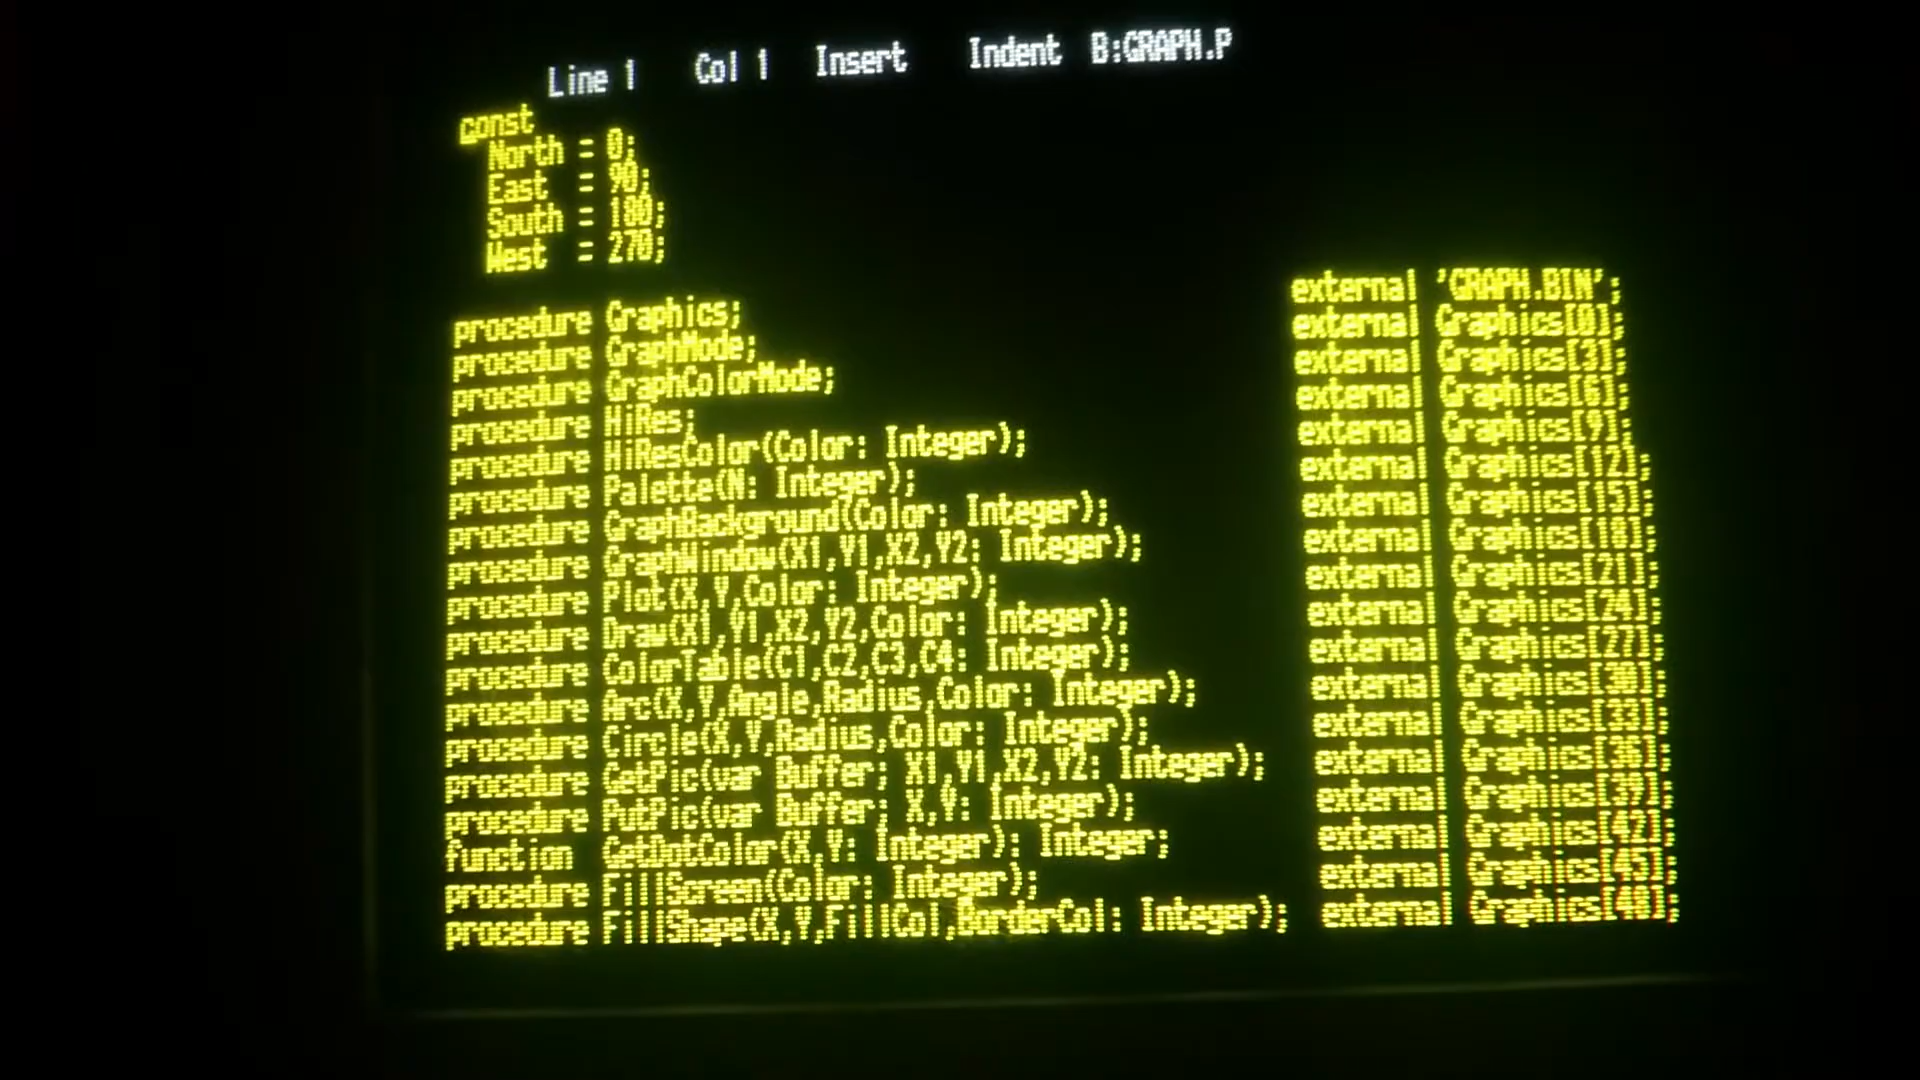 Line 1 Col 1 Insert Indent B:GRAPH.P
const
North = 0;
East = 90;
South = 180;
West = 270;
procedure Graphics; external 'GRAPH.BIN';
procedure GraphMode; external Graphics[0];
procedure GraphColorMode; external Graphics[3];
procedure HiRes; external Graphics[6];
procedure HiResColor(Color: Integer); external Graphics[9];
procedure Palette(N: Integer); external Graphics[12];
procedure GraphBackground(Color: Integer); external Graphics[15];
procedure GraphWindow(X1,Y1,X2,Y2: Integer); external Graphics[18];
procedure Plot(X,Y,Color: Integer); external Graphics[21];
procedure Draw(X1,Y1,X2,Y2,Color: Integer); external Graphics[24];
procedure ColorTable(C1,C2,C3,C4: Integer); external Graphics[27];
procedure Arc(X,Y,Angle,Radius,Color: Integer); external Graphics[30];
procedure Circle(X,Y,Radius,Color: Integer); external Graphics[33];
procedure GetPic(var Buffer; X1,Y1,X2,Y2: Integer); external Graphics[36];
procedure PutPic(var Buffer; X,Y: Integer); external Graphics[39];
function GetDotColor(X,Y: Integer): Integer; external Graphics[42];
procedure FillScreen(Color: Integer); external Graphics[45];
procedure FillShape(X,Y,FillCol,BorderCol: Integer); external Graphics[48];